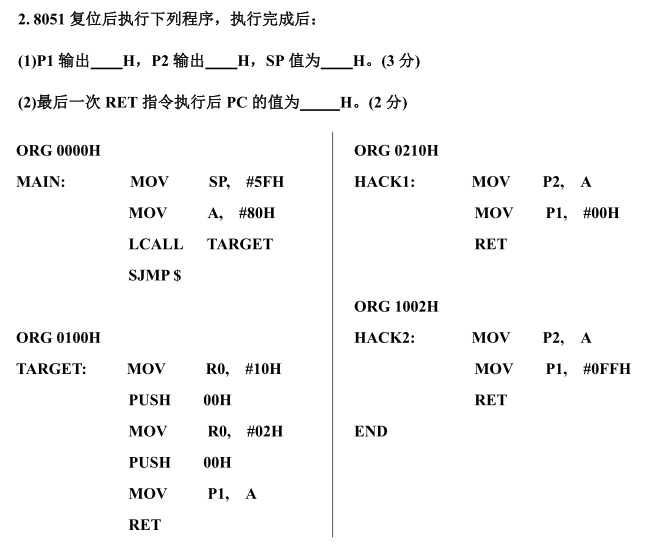 2. 8051 复位后执行下列程序，执行完成后：
(1)P1 输出____H，P2 输出____H，SP 值为____H。(3 分)
(2)最后一次 RET 指令执行后 PC 的值为_____H。(2 分)
ORG 0000H
MAIN: MOV SP, #5FH
MOV A, #80H
LCALL TARGET
SJMP $
ORG 0100H
TARGET: MOV R0, #10H
PUSH 00H
MOV R0, #02H
PUSH 00H
MOV P1, A
RET
ORG 0210H
HACK1: MOV P2, A
MOV P1, #00H
RET
ORG 1002H
HACK2: MOV P2, A
MOV P1, #0FFH
RET
END